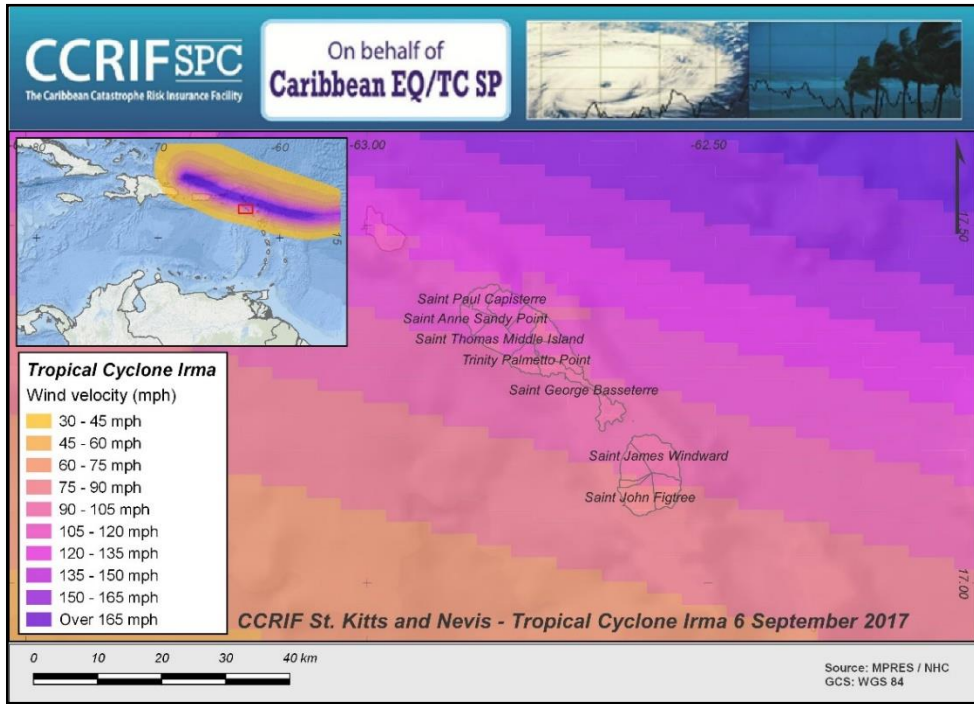 CCRIF SPC
The Caribbean Catastrophe Risk Insurance Facility
On behalf of
Caribbean EQ/TC SP
-80
-70
-60
15
-63.00
-62.50
17.50
17.00
Saint Paul Capisterre
Saint Anne Sandy Point
Saint Thomas Middle Island
Trinity Palmetto Point
Saint George Basseterre
Saint James Windward
Saint John Figtree
Tropical Cyclone Irma
Wind velocity (mph)
30 - 45 mph
45 - 60 mph
60 - 75 mph
75 - 90 mph
90 - 105 mph
105 - 120 mph
120 - 135 mph
135 - 150 mph
150 - 165 mph
Over 165 mph
CCRIF St. Kitts and Nevis - Tropical Cyclone Irma 6 September 2017
0 10 20 30 40 km
Source: MPRES / NHC
GCS: WGS 84